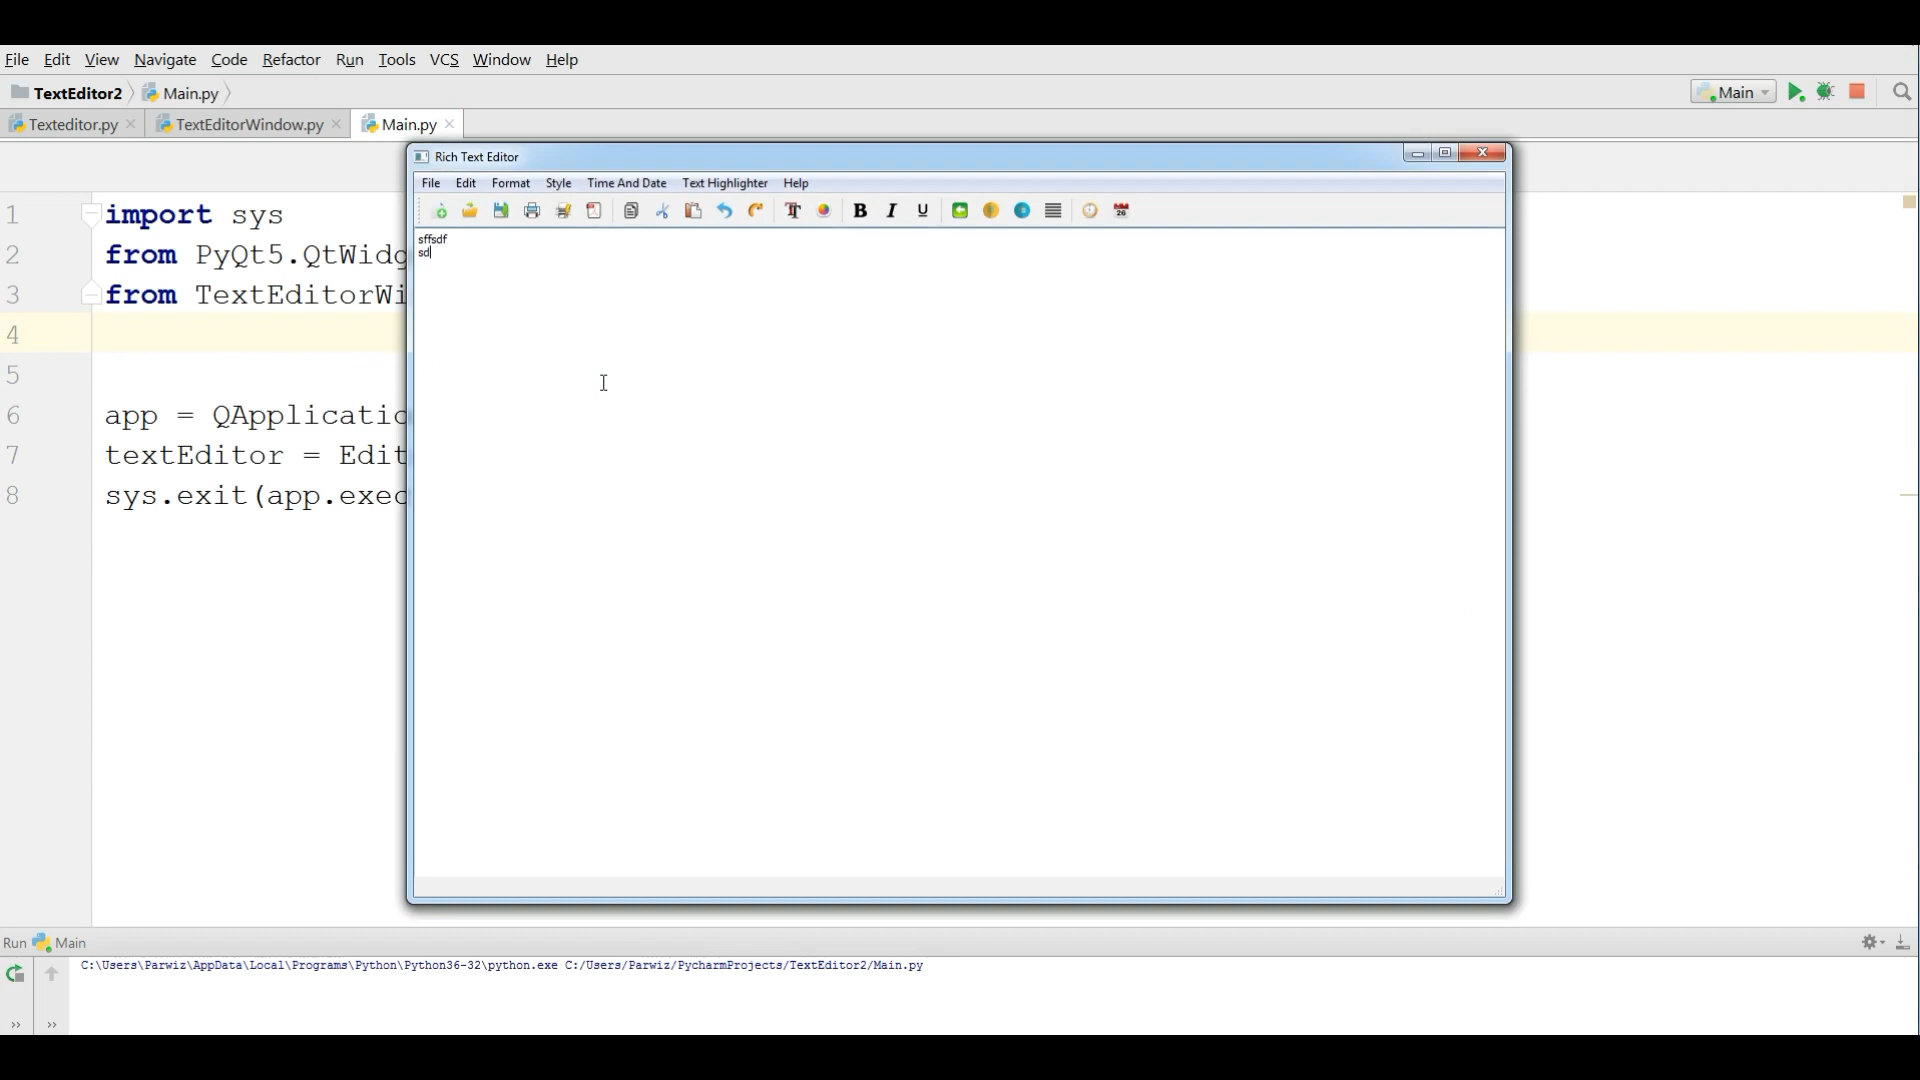 File Edit View Navigate Code Refactor Run Tools VCS Window Help
TextEditor2 Main.py Main
Texteditor.py TextEditorWindow.py Main.py
Rich Text Editor
File Edit Format Style Time And Date Text Highlighter Help
B I U 26
sffsdf
sd
1 import sys
2 from PyQt5.QtWidg
3 from TextEditorWi
4
5
6 app = QApplicatio
7 textEditor = Edit
8 sys.exit(app.exec
Run Main
C:\Users\Parwiz\AppData\Local\Programs\Python\Python36-32\python.exe C:/Users/Parwiz/PycharmProjects/TextEditor2/Main.py